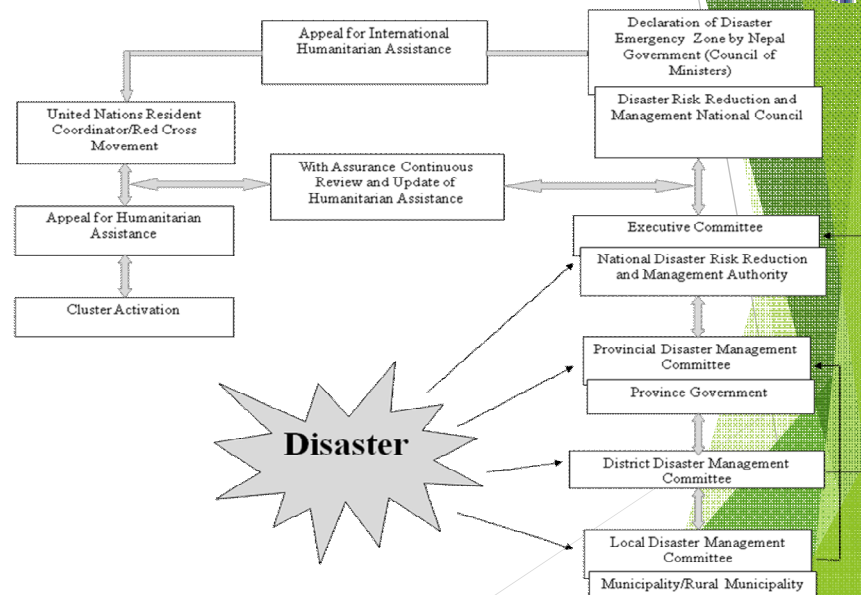 Appeal for International
Humanitarian Assistance
Declaration of Disaster
Emergency Zone by Nepal
Government (Council of
Ministers)
Disaster Risk Reduction and
Management National Council
United Nations Resident
Coordinator/Red Cross
Movement
With Assurance Continuous
Review and Update of
Humanitarian Assistance
Appeal for Humanitarian
Assistance
Executive Committee
National Disaster Risk Reduction
and Management Authority
Cluster Activation
Provincial Disaster Management
Committee
Province Government
Disaster
District Disaster Management
Committee
Local Disaster Management
Committee
Municipality/Rural Municipality